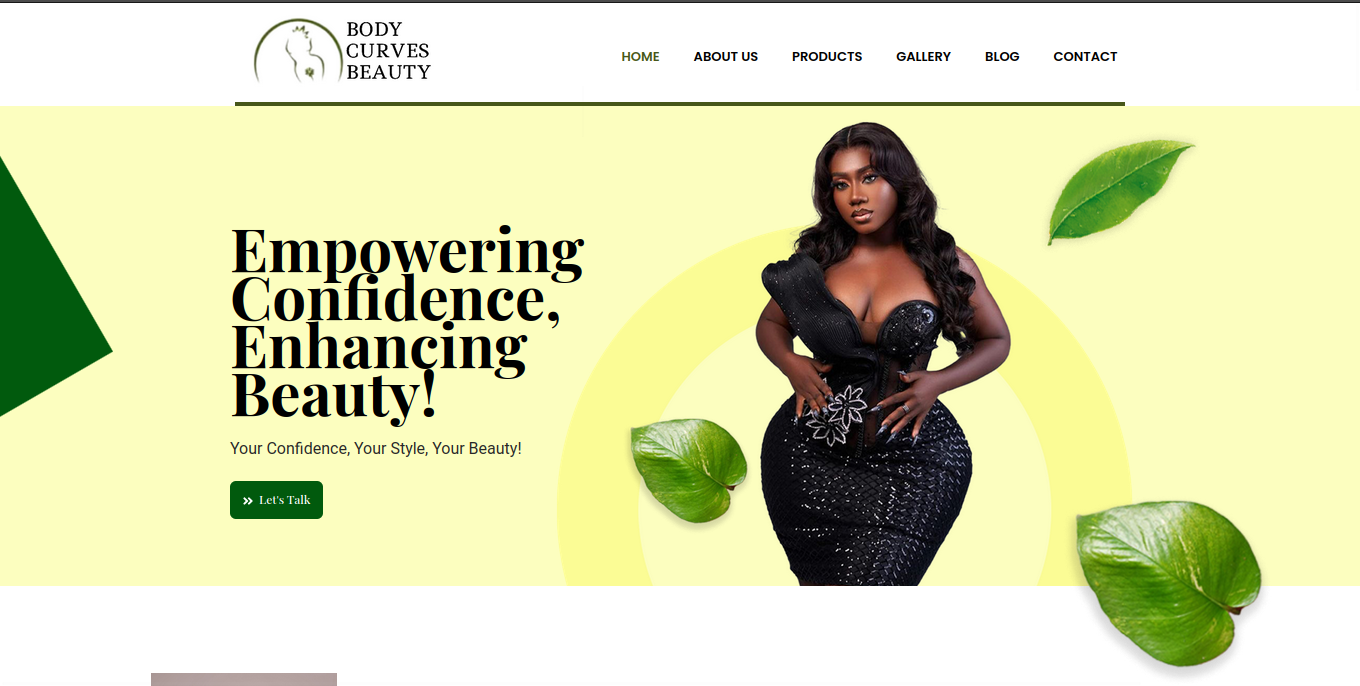 BODY
CURVES
BEAUTY
HOME ABOUT US PRODUCTS GALLERY BLOG CONTACT
Empowering
Confidence,
Enhancing
Beauty!
Your Confidence, Your Style, Your Beauty!
Let's Talk